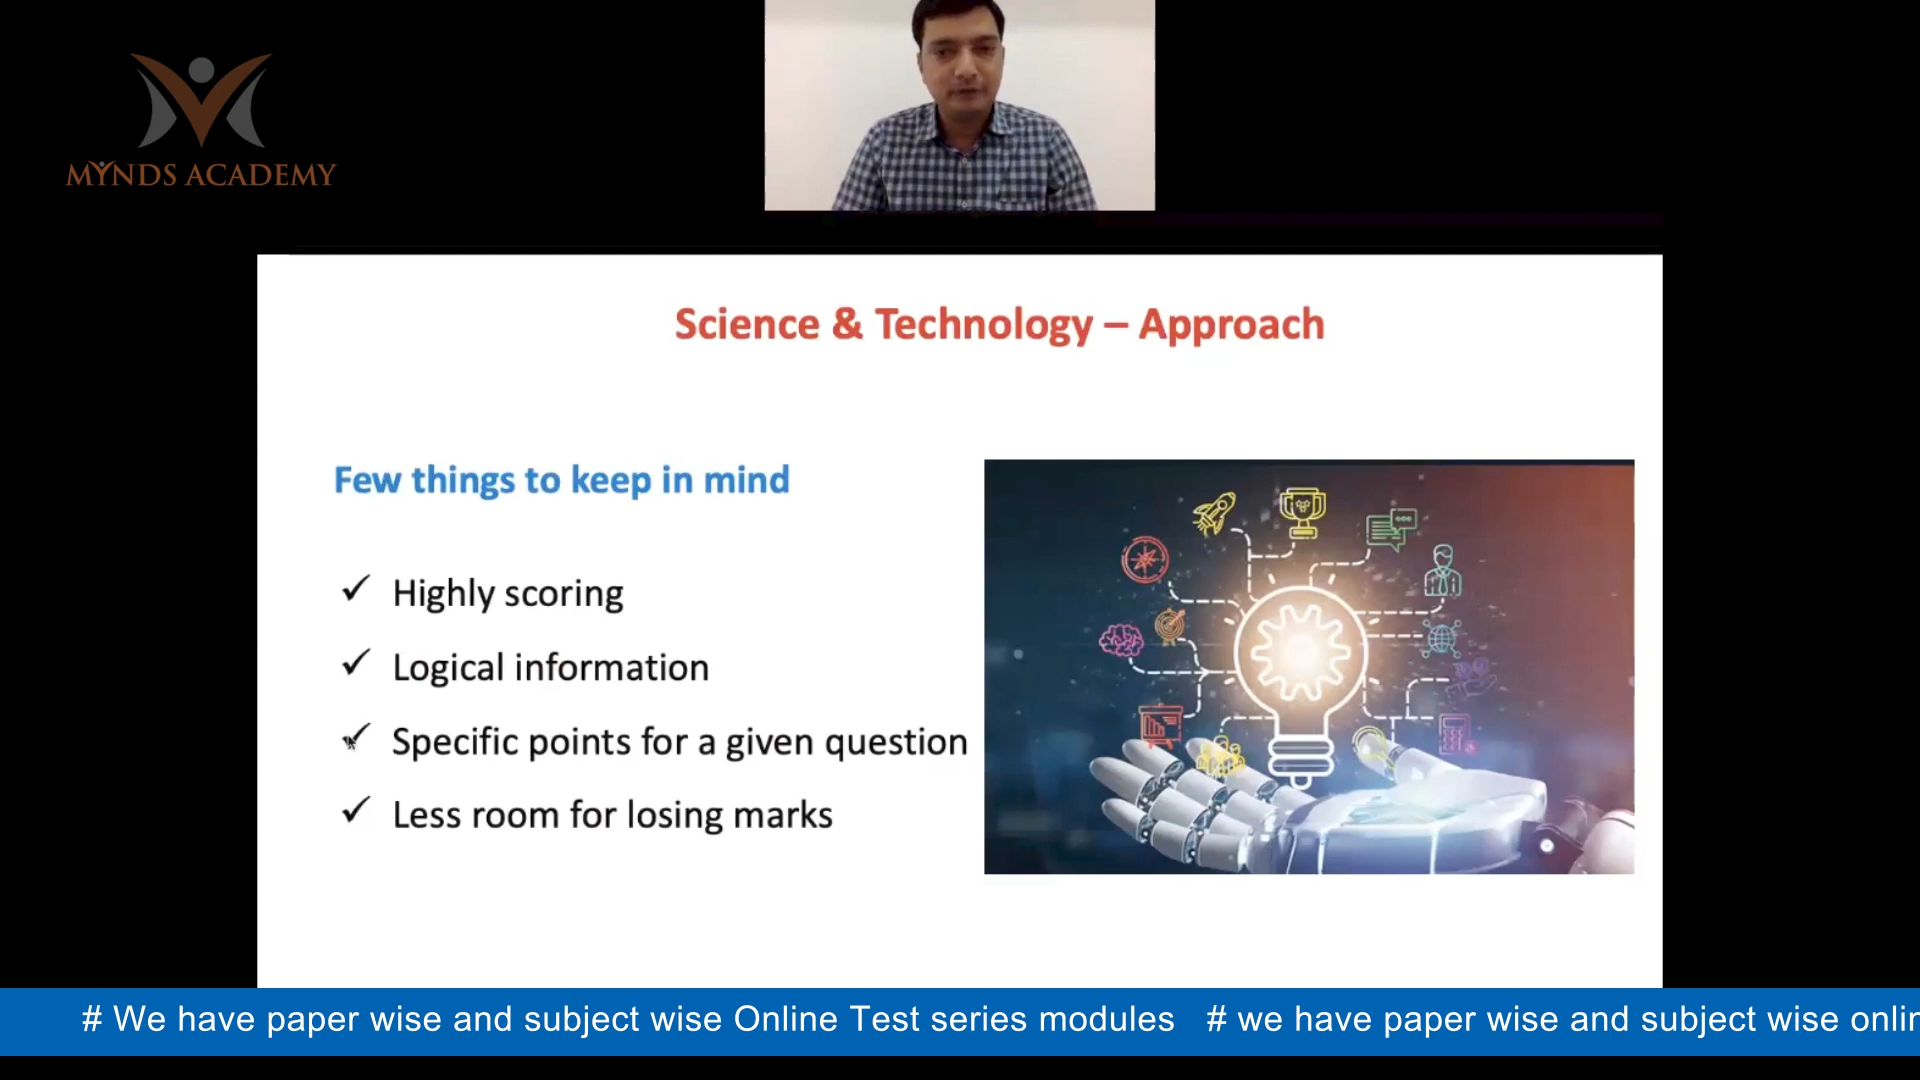 MYNDS ACADEMY
Science & Technology – Approach
Few things to keep in mind
✓ Highly scoring
✓ Logical information
✓ Specific points for a given question
✓ Less room for losing marks
# We have paper wise and subject wise Online Test series modules # we have paper wise and subject wise